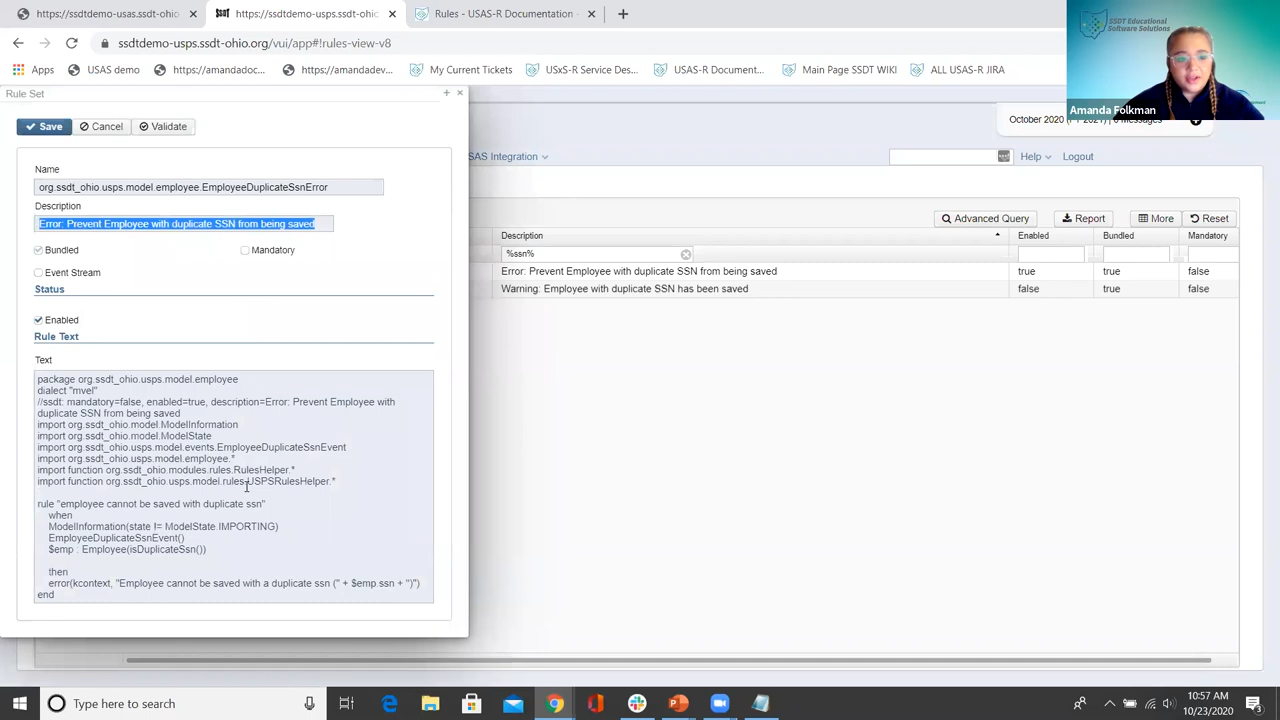 https://ssdtdemo-usas.ssdt-ohio.org
https://ssdtdemo-usps.ssdt-ohio.o
Rules - USAS-R Documentation -
ssdtdemo-usps.ssdt-ohio.org/vui/app#!rules-view-v8
Apps
USAS demo
https://amandadoc...
https://amandadev...
My Current Tickets
USxS-R Service Des...
USAS-R Document...
Main Page SSDT WIKI
ALL USAS-R JIRA
SSDT Educational
Software Solutions
Amanda Folkman
Rule Set
Save
Cancel
Validate
October 2020
SAS Integration
Help
Logout
Name
org.ssdt_ohio.usps.model.employee.EmployeeDuplicateSsnError
Description
Error: Prevent Employee with duplicate SSN from being saved
Bundled
Mandatory
Event Stream
Status
Enabled
Rule Text
Text
package org.ssdt_ohio.usps.model.employee
dialect "mvel"
//ssdt: mandatory=false, enabled=true, description=Error: Prevent Employee with
duplicate SSN from being saved
import org.ssdt_ohio.model.ModelInformation
import org.ssdt_ohio.model.ModelState
import org.ssdt_ohio.usps.model.events.EmployeeDuplicateSsnEvent
import org.ssdt_ohio.usps.model.employee.*
import function org.ssdt_ohio.modules.rules.RulesHelper.*
import function org.ssdt_ohio.usps.model.rules.USPSRulesHelper.*
rule "employee cannot be saved with duplicate ssn"
when
ModelInformation(state != ModelState.IMPORTING)
EmployeeDuplicateSsnEvent()
$emp : Employee(isDuplicateSsn())
then
error(kcontext, "Employee cannot be saved with a duplicate ssn (" + $emp.ssn + ")")
end
Advanced Query
Report
More
Reset
Description
Enabled
Bundled
Mandatory
%ssn%
Error: Prevent Employee with duplicate SSN from being saved
true
true
false
Warning: Employee with duplicate SSN has been saved
false
true
false
Type here to search
10:57 AM
10/23/2020